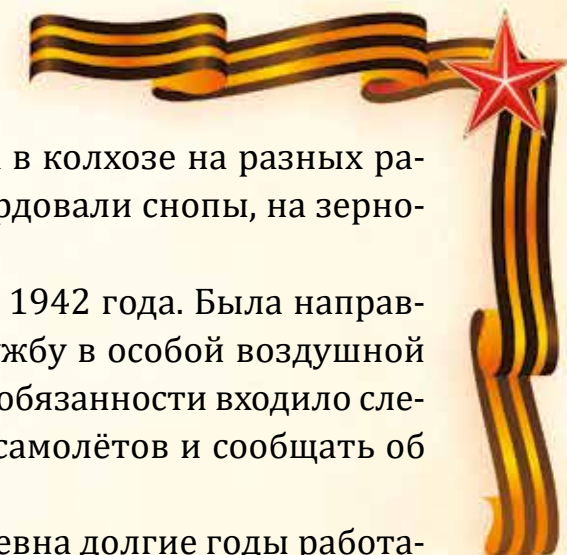 в колхозе на разных ра-
рдовали снопы, на зерно-
1942 года. Была направ-
жбу в особой воздушной
обязанности входило сле-
самолётов и сообщать об
евна долгие годы работа-